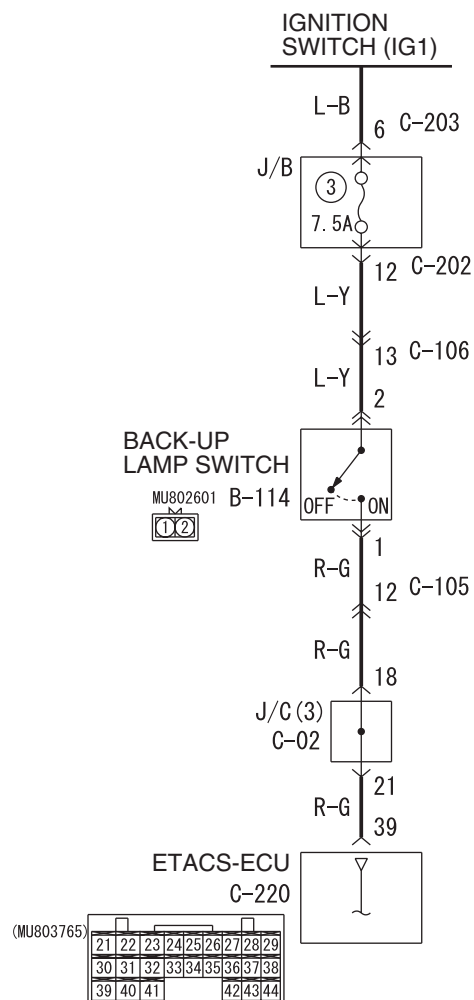 IGNITION
SWITCH (IG1)
L-B
6 C-203
J/B
3
7.5A
12 C-202
L-Y
13 C-106
L-Y
2
BACK-UP
LAMP SWITCH
MU802601 B-114
1 2
OFF ON
1
R-G
12 C-105
R-G
18
J/C(3)
C-02
21
R-G
39
ETACS-ECU
C-220
(MU803765)
21 22 23 24 25 26 27 28 29
30 31 32 33 34 35 36 37 38
39 40 41 42 43 44